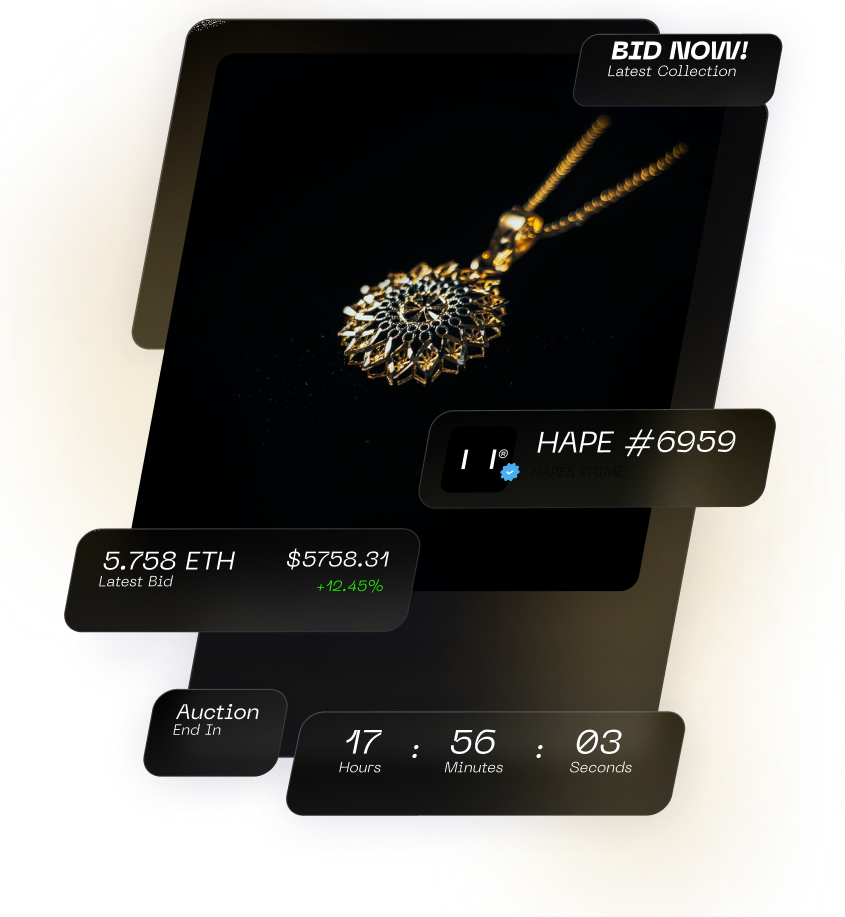 BID NOW!
Latest Collection
HAPE #6959
HAPES PRIME
5.758 ETH
$5758.31
Latest Bid
+12.45%
Auction
End In
17 : 56 : 03
Hours Minutes Seconds